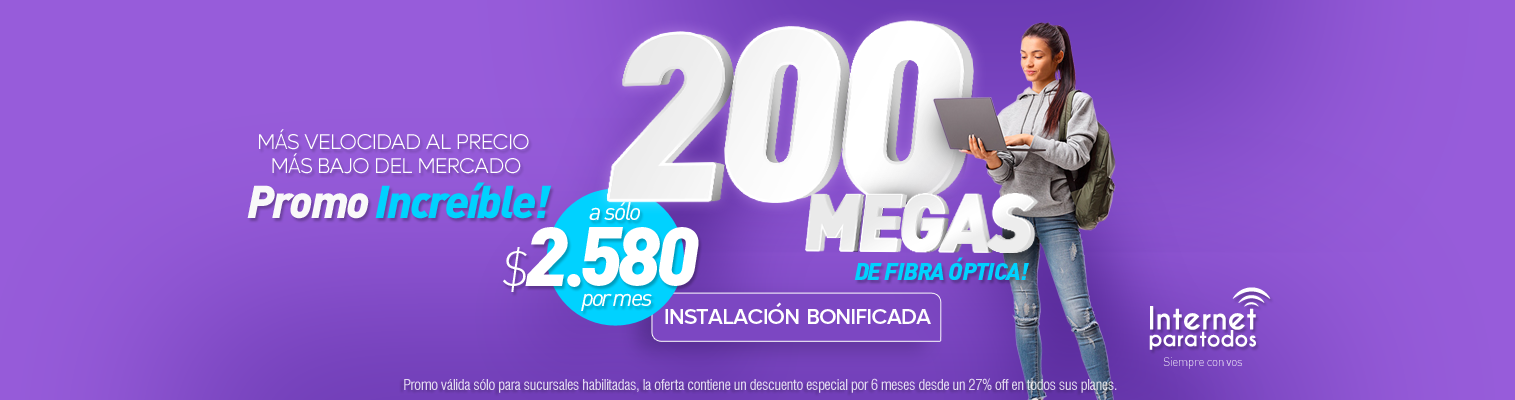 MÁS VELOCIDAD AL PRECIO
MÁS BAJO DEL MERCADO
Promo Increíble!
a sólo
$2.580
por mes
200
MEGAS
DE FIBRA ÓPTICA!
INSTALACIÓN BONIFICADA
Internet
paratodos
Siempre con vos
Promo válida sólo para sucursales habilitadas, la oferta contiene un descuento especial por 6 meses desde un 27% off en todos sus planes.